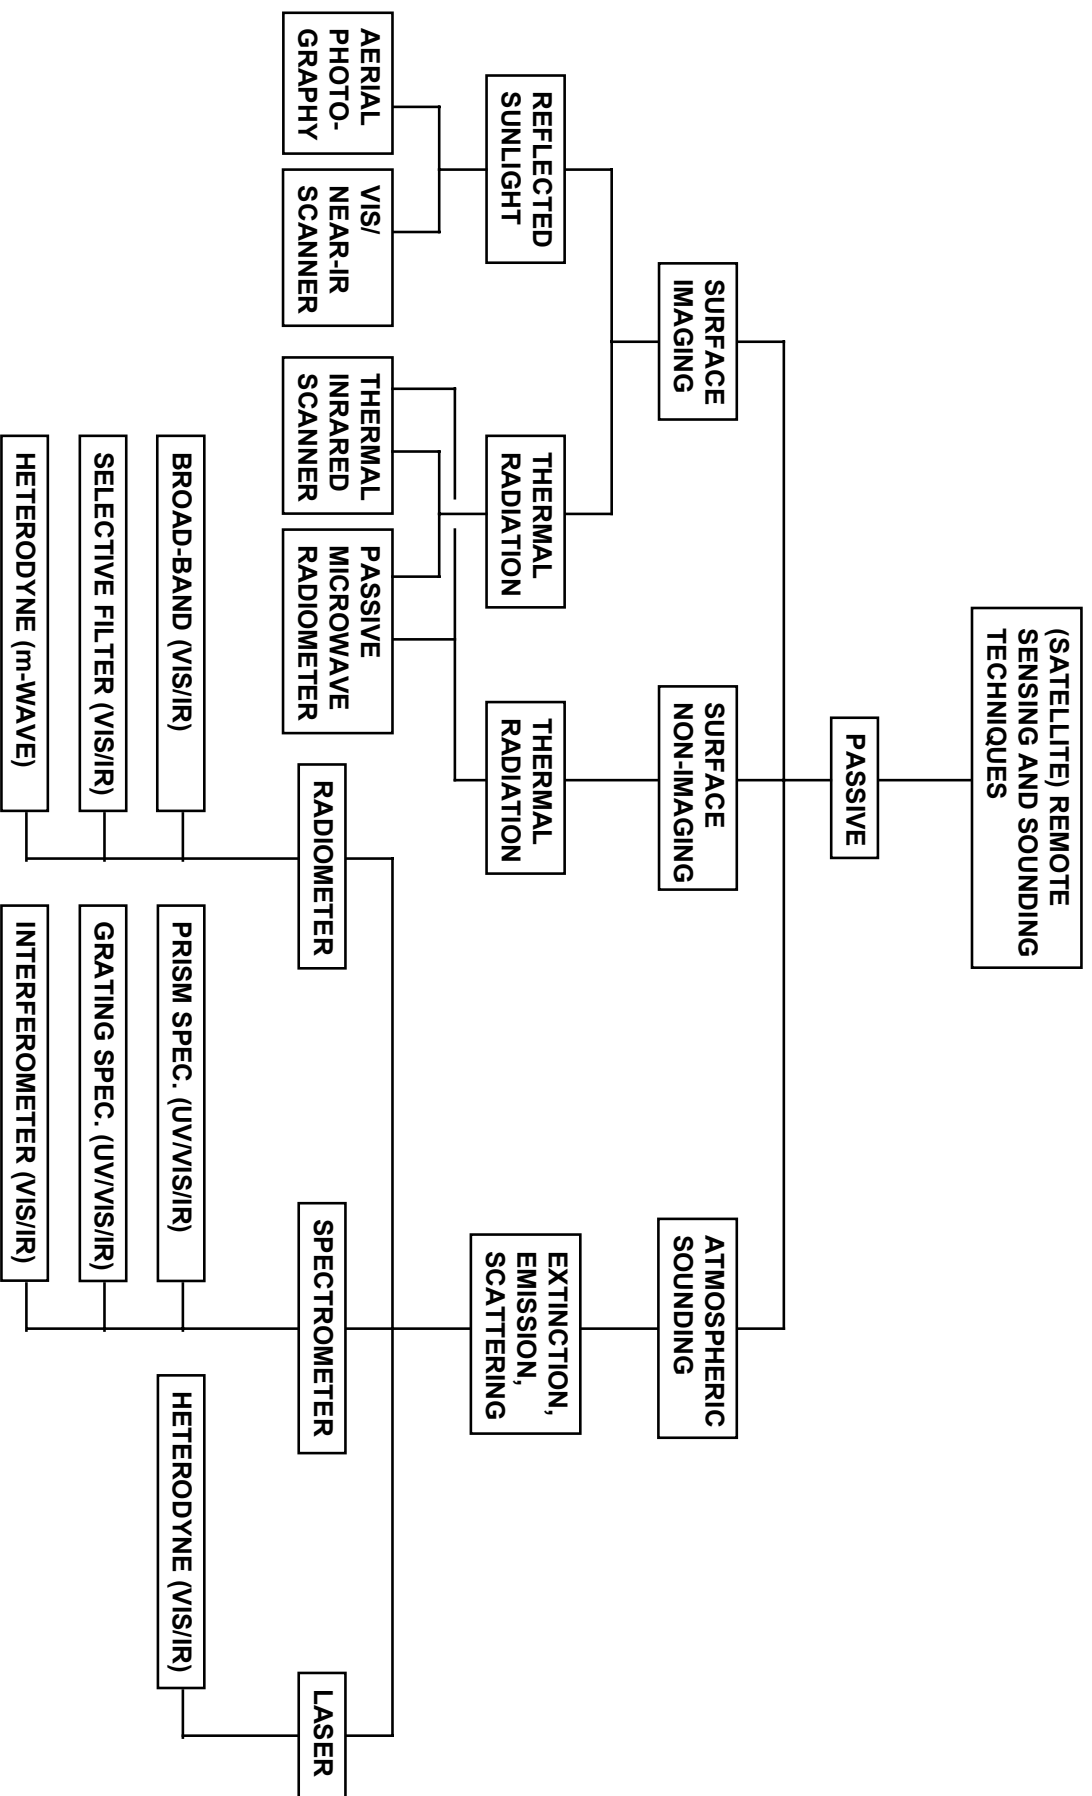 (SATELLITE) REMOTE
SENSING AND SOUNDING
TECHNIQUES
PASSIVE
SURFACE
IMAGING
SURFACE
NON-IMAGING
ATMOSPHERIC
SOUNDING
REFLECTED
SUNLIGHT
THERMAL
RADIATION
THERMAL
RADIATION
EXTINCTION,
EMISSION,
SCATTERING
AERIAL
PHOTO-
GRAPHY
VIS/
NEAR-IR
SCANNER
THERMAL
INRARED
SCANNER
PASSIVE
MICROWAVE
RADIOMETER
RADIOMETER
SPECTROMETER
LASER
BROAD-BAND (VIS/IR)
SELECTIVE FILTER (VIS/IR)
HETERODYNE (m-WAVE)
PRISM SPEC. (UV/VIS/IR)
GRATING SPEC. (UV/VIS/IR)
INTERFEROMETER (VIS/IR)
HETERODYNE (VIS/IR)